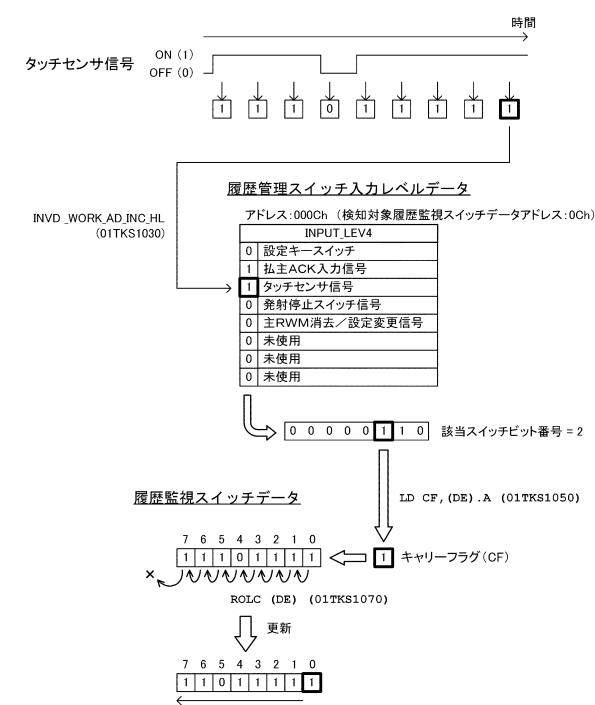 時間
タッチセンサ信号
ON (1)
OFF (0)
1 1 1 0 1 1 1 1 1
INVD _WORK_AD_INC_HL
(01TKS1030)
履歴管理スイッチ入力レベルデータ
アドレス:000Ch (検知対象履歴監視スイッチデータアドレス:0Ch)
INPUT_LEV4
0 設定キースイッチ
1 払主ACK入力信号
1 タッチセンサ信号
0 発射停止スイッチ信号
0 主RWM消去/設定変更信号
0 未使用
0 未使用
0 未使用
0 0 0 0 0 1 1 0 該当スイッチビット番号 = 2
LD CF,(DE).A (01TKS1050)
履歴監視スイッチデータ
7 6 5 4 3 2 1 0
1 1 1 0 1 1 1 1
1 キャリーフラグ(CF)
×
ROLC (DE) (01TKS1070)
更新
7 6 5 4 3 2 1 0
1 1 0 1 1 1 1 1